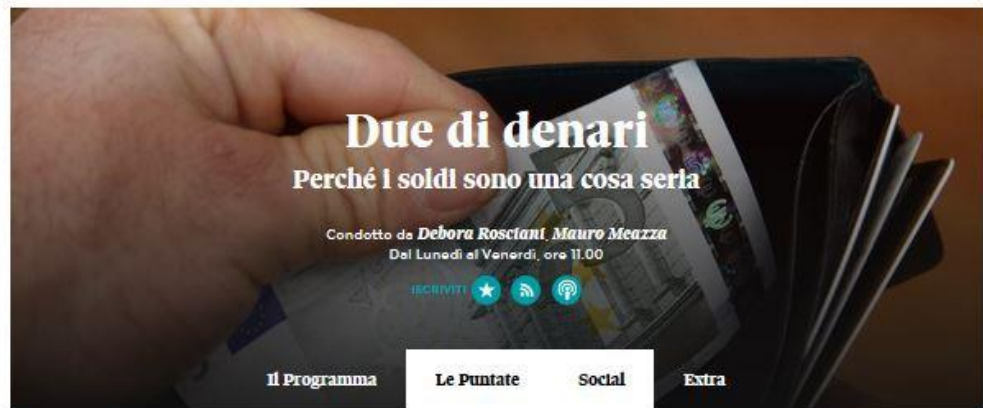 Due di denari
Perché i soldi sono una cosa seria
Condotto da Debora Rosciani, Mauro Meazza
Dal Lunedì al Venerdì, ore 11.00
ISCRIVITI
Il Programma Le Puntate Social Extra